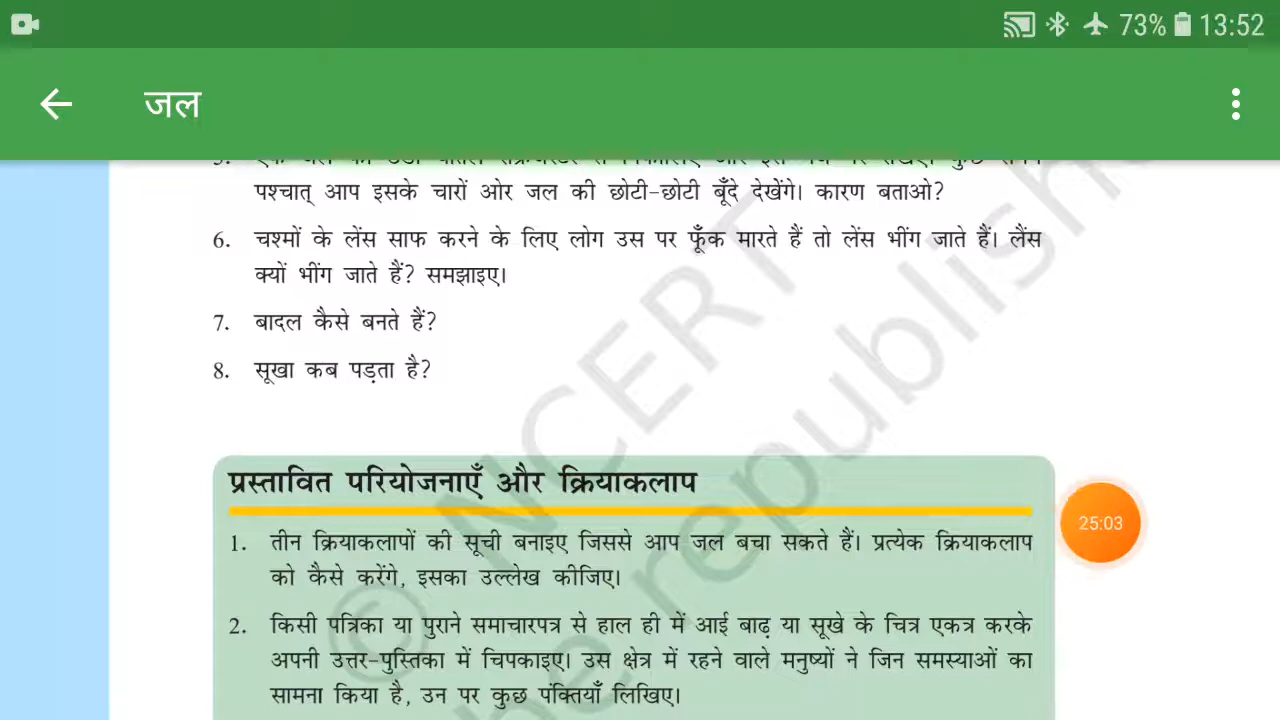 73% 13:52
जल
पश्चात् आप इसके चारों ओर जल की छोटी-छोटी बूँदे देखेंगे। कारण बताओ?
6. चश्मों के लेंस साफ करने के लिए लोग उस पर फूँक मारते हैं तो लेंस भींग जाते हैं। लैंस
क्यों भींग जाते हैं? समझाइए।
7. बादल कैसे बनते हैं?
8. सूखा कब पड़ता है?
प्रस्तावित परियोजनाएँ और क्रियाकलाप
1. तीन क्रियाकलापों की सूची बनाइए जिससे आप जल बचा सकते हैं। प्रत्येक क्रियाकलाप
को कैसे करेंगे, इसका उल्लेख कीजिए।
25:03
2. किसी पत्रिका या पुराने समाचारपत्र से हाल ही में आई बाढ़ या सूखे के चित्र एकत्र करके
अपनी उत्तर-पुस्तिका में चिपकाइए। उस क्षेत्र में रहने वाले मनुष्यों ने जिन समस्याओं का
सामना किया है, उन पर कुछ पंक्तियाँ लिखिए।
© NCERT
be republishe